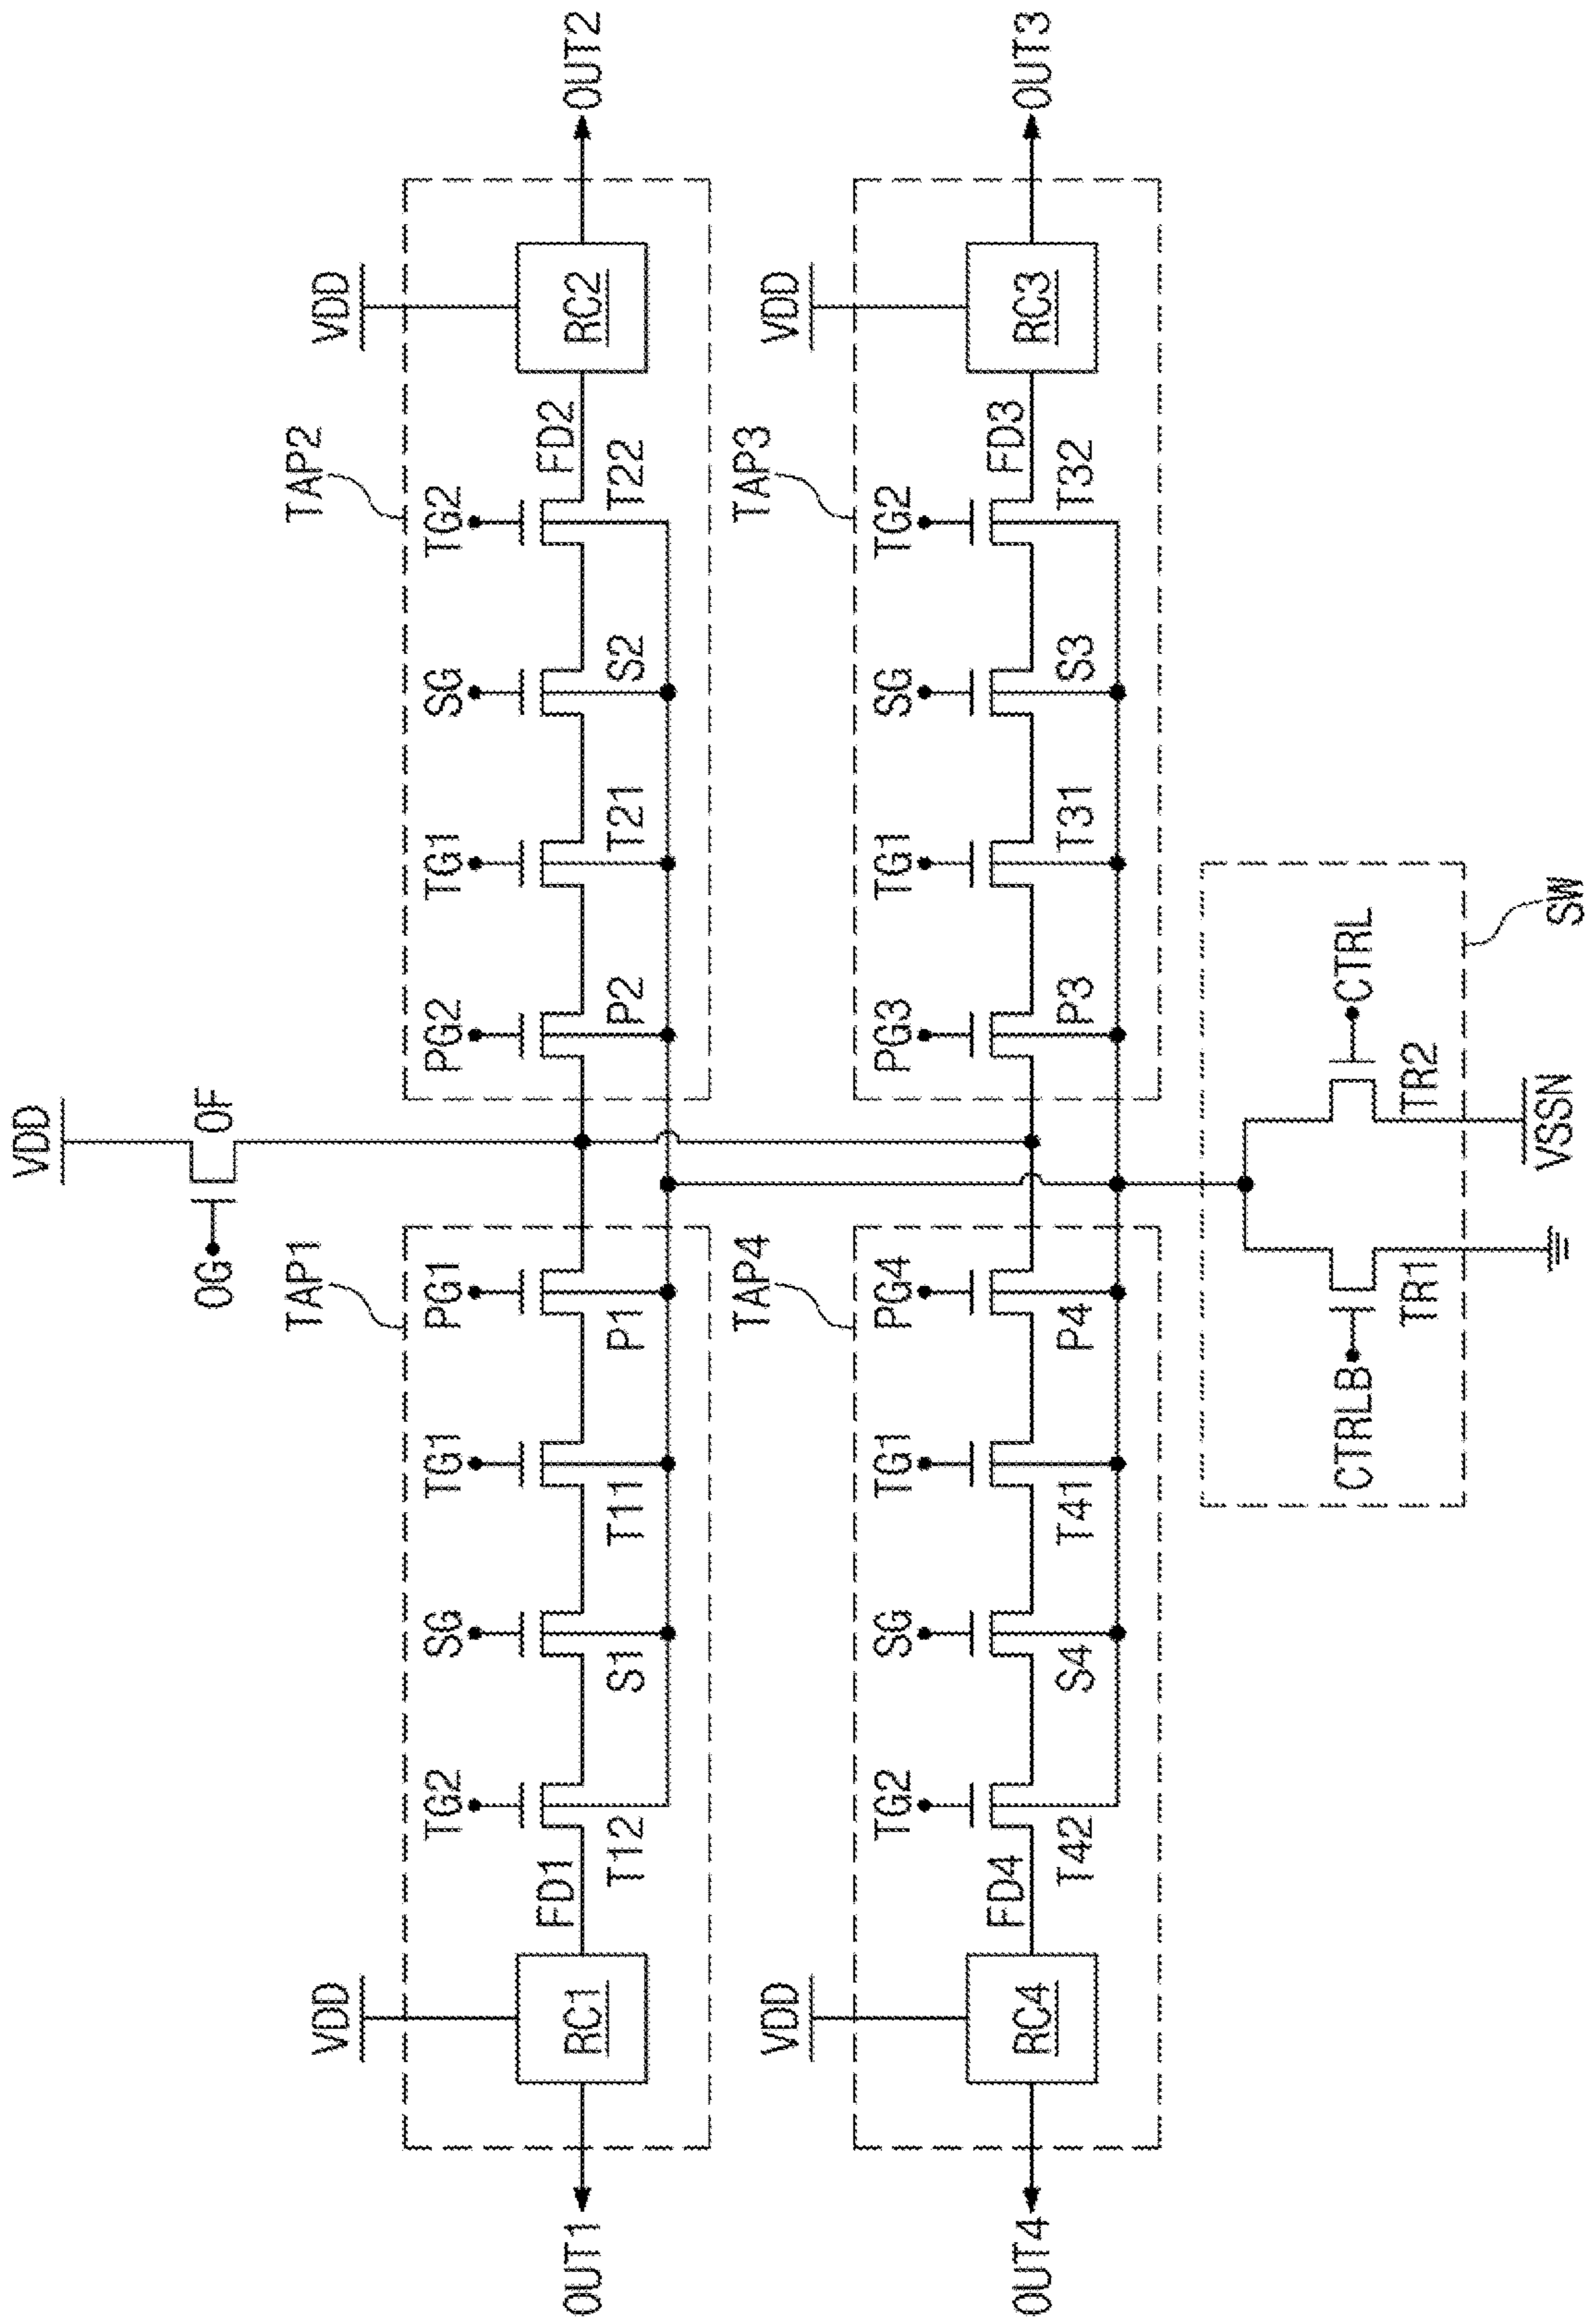 VDD
OG OF
TAP1 TAP2
VDD VDD
TG2 SG TG1 PG1 PG2 TG1 SG TG2
FD1 FD2
OUT1 RC1 RC2 OUT2
T12 S1 T11 P1 P2 T21 S2 T22
TAP4 TAP3
VDD VDD
TG2 SG TG1 PG4 PG3 TG1 SG TG2
FD4 FD3
OUT4 RC4 RC3 OUT3
T42 S4 T41 P4 P3 T31 S3 T32
CTRLB CTRL
TR1 TR2
VSSN
SW